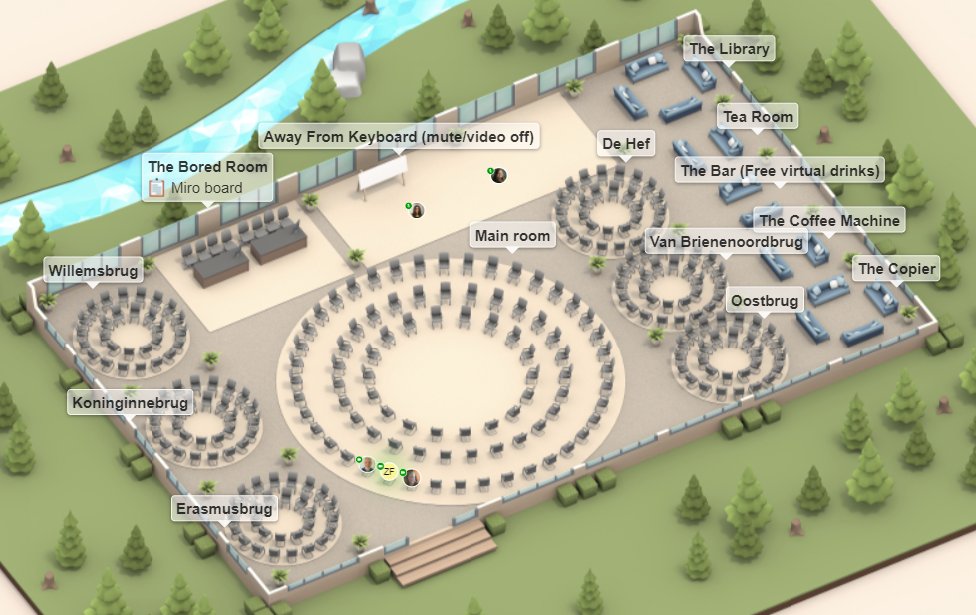 The Library
Tea Room
Away From Keyboard (mute/video off)
De Hef
The Bored Room
Miro board
The Bar (Free virtual drinks)
The Coffee Machine
Main room
Van Brienenoordbrug
Willemsbrug
The Copier
Oostbrug
Koninginnebrug
ZF
Erasmusbrug